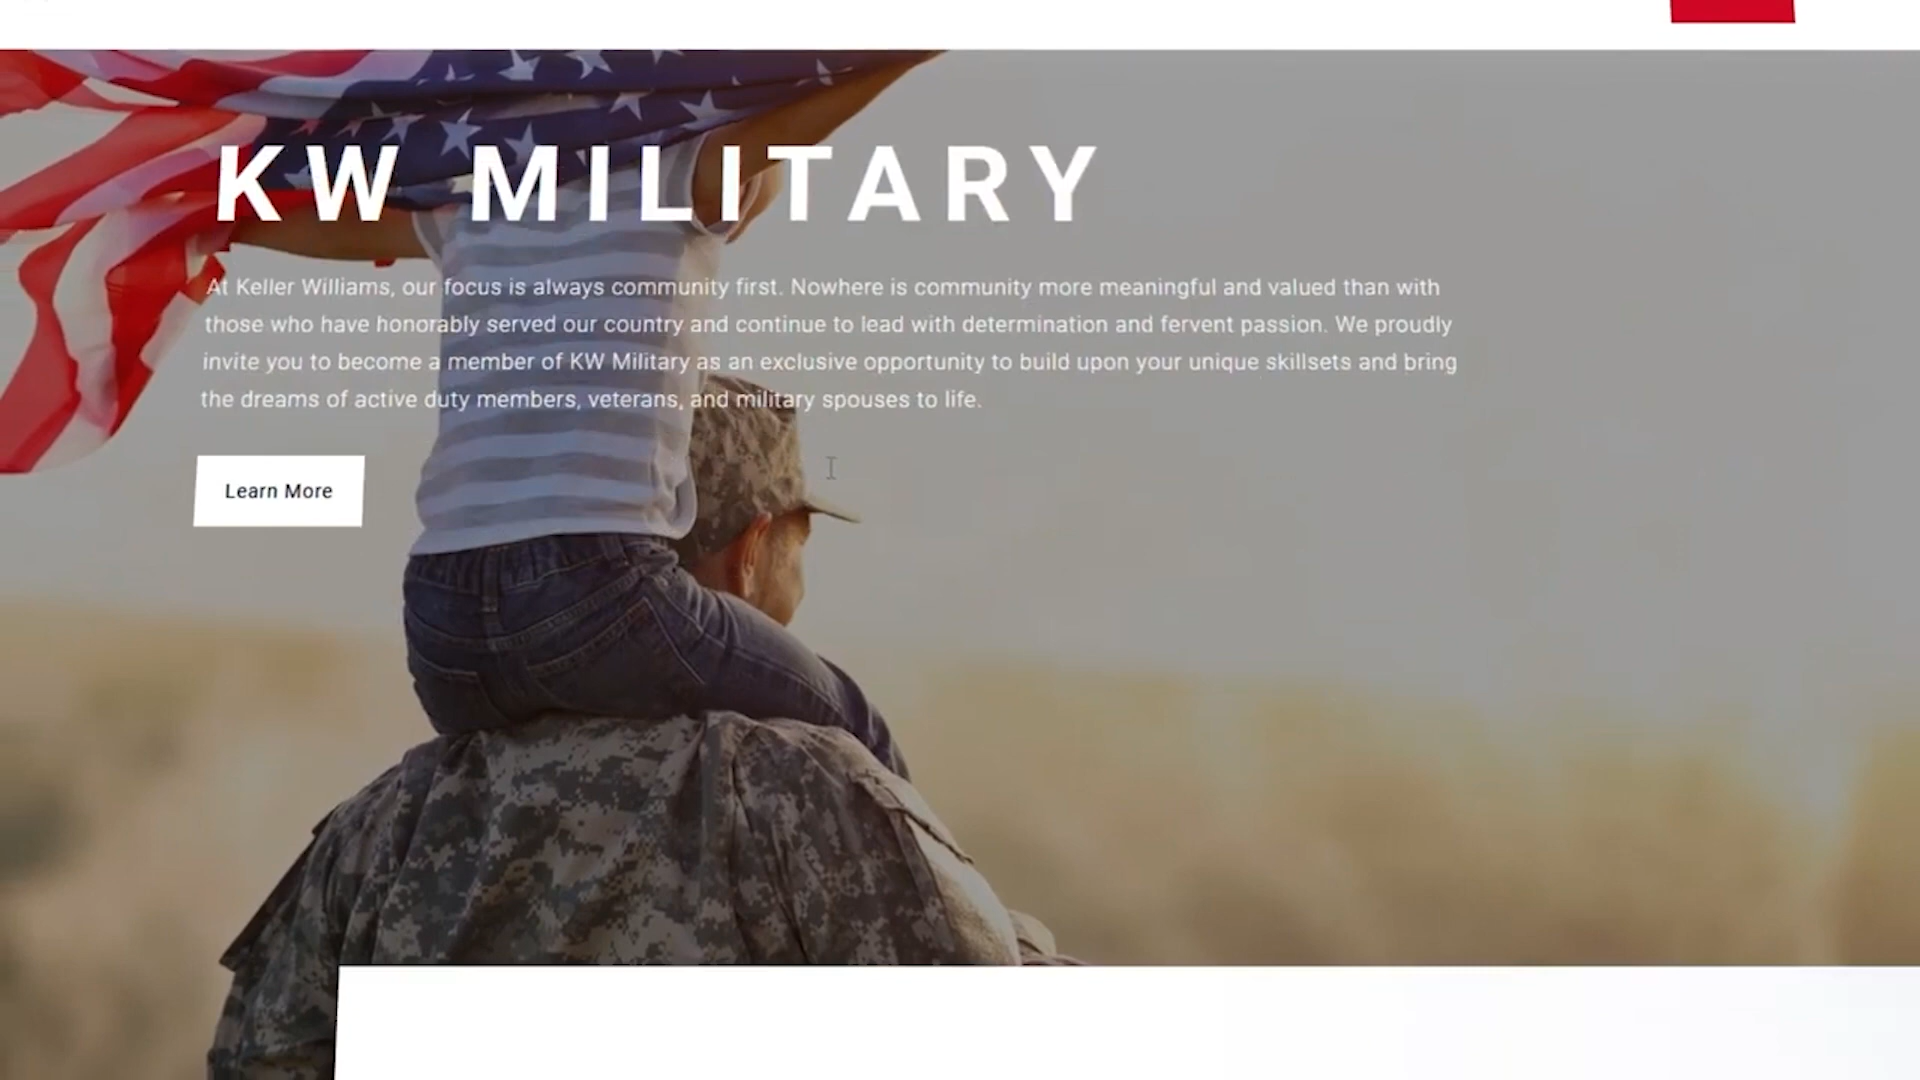 KW MILITARY
At Keller Williams, our focus is always community first. Nowhere is community more meaningful and valued than with
those who have honorably served our country and continue to lead with determination and fervent passion. We proudly
invite you to become a member of KW Military as an exclusive opportunity to build upon your unique skillsets and bring
the dreams of active duty members, veterans, and military spouses to life.
Learn More